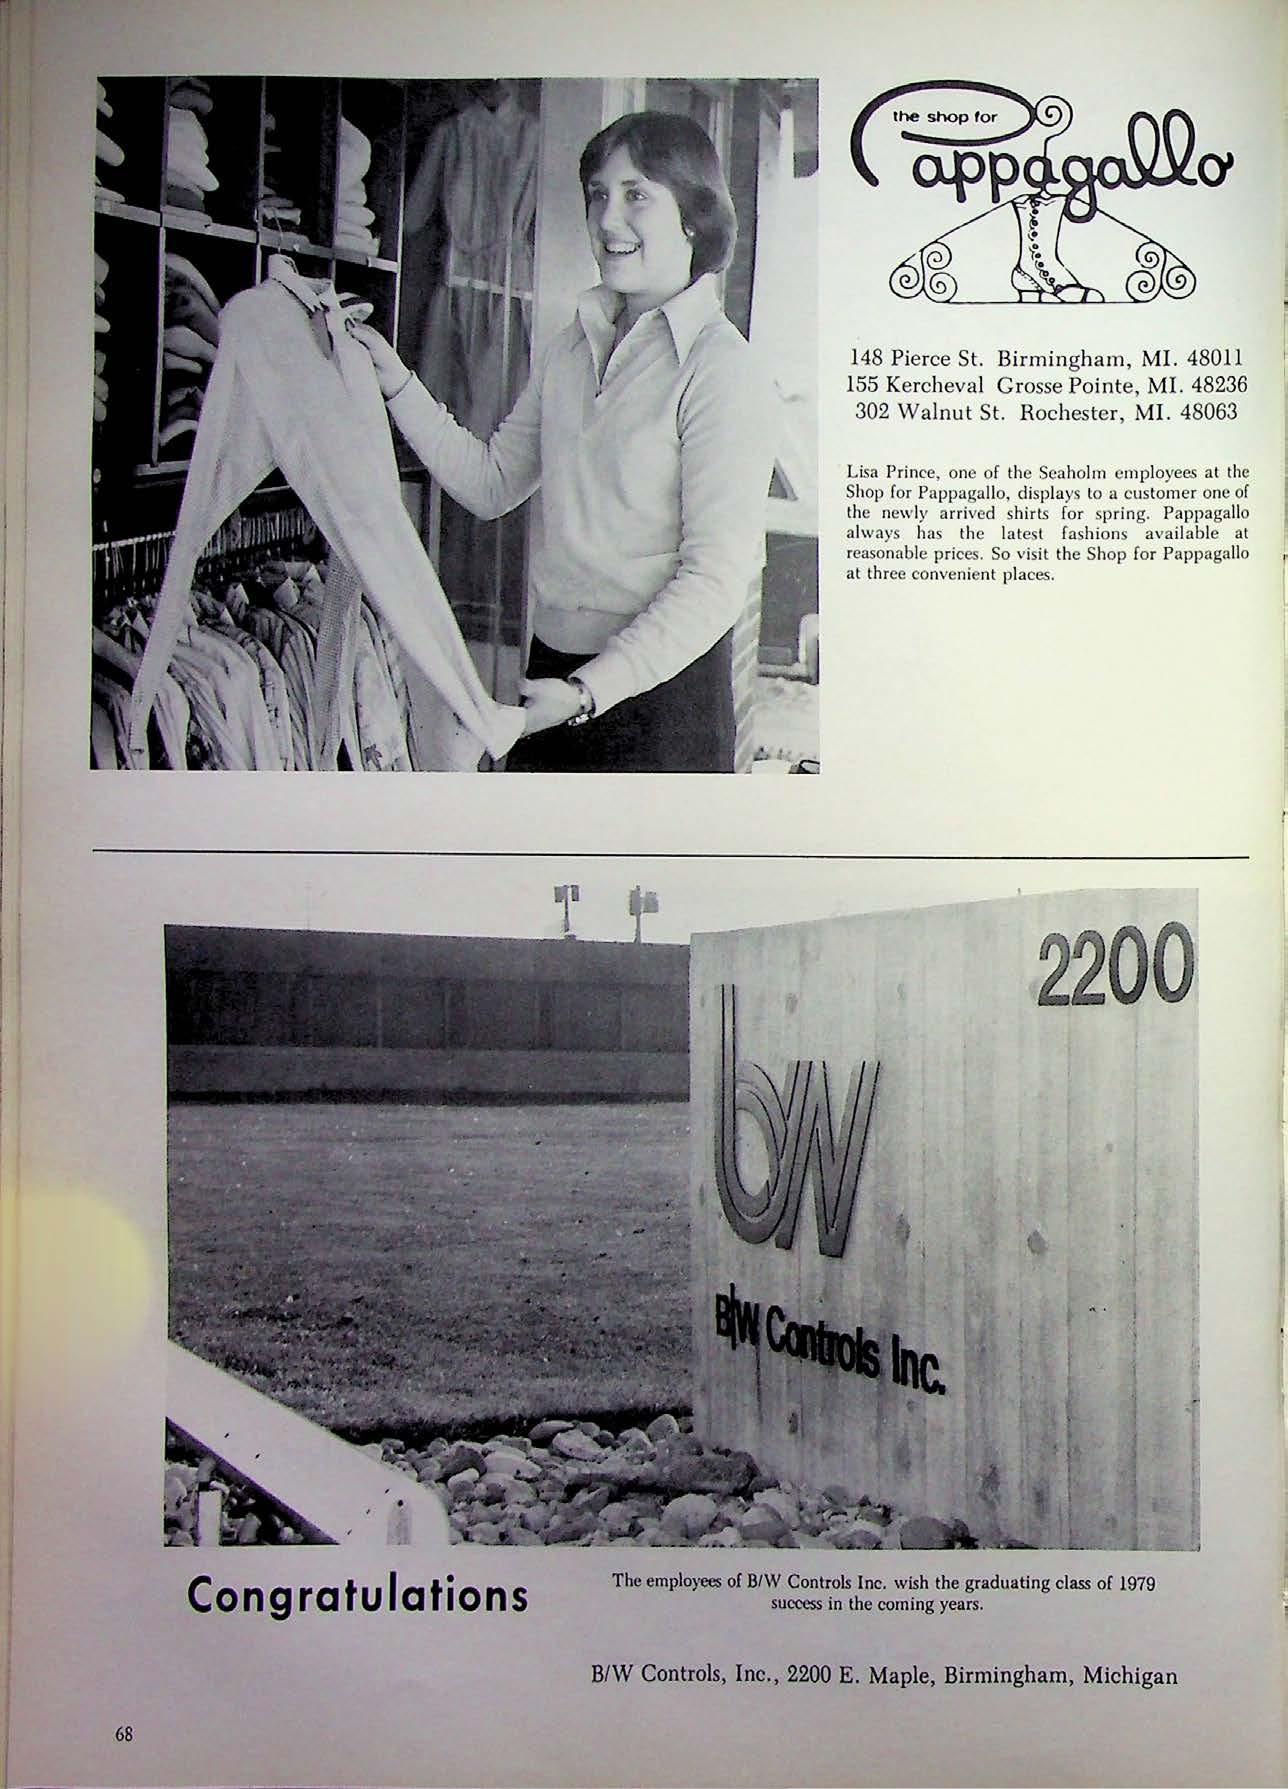 the shop for
Pappagallo
148 Pierce St. Birmingham, MI. 48011
155 Kercheval Grosse Pointe, MI. 48236
302 Walnut St. Rochester, MI. 48063
Lisa Prince, one of the Seaholm employees at the
Shop for Pappagallo, displays to a customer one of
the newly arrived shirts for spring. Pappagallo
always has the latest fashions available at
reasonable prices. So visit the Shop for Pappagallo
at three convenient places.
2200
b/W
B/W Controls Inc.
Congratulations
The employees of B/W Controls Inc. wish the graduating class of 1979
success in the coming years.
B/W Controls, Inc., 2200 E. Maple, Birmingham, Michigan
68